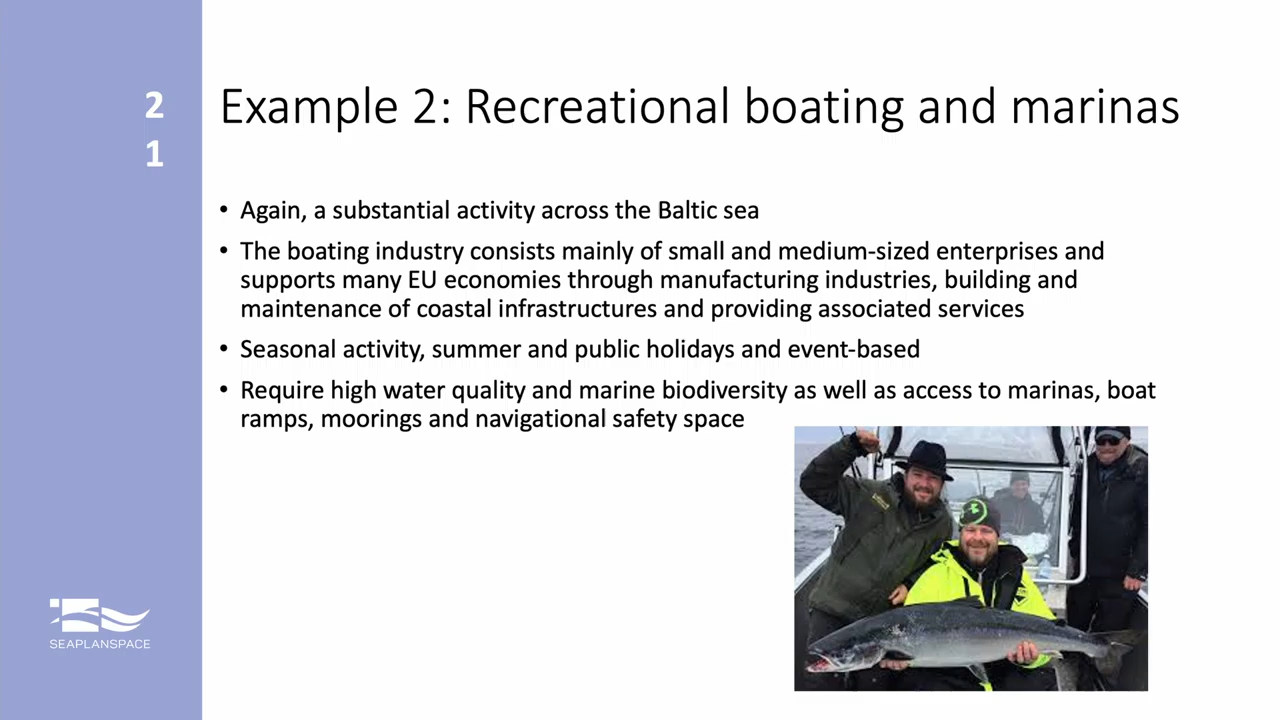 2
1
Example 2: Recreational boating and marinas
• Again, a substantial activity across the Baltic sea
• The boating industry consists mainly of small and medium-sized enterprises and
supports many EU economies through manufacturing industries, building and
maintenance of coastal infrastructures and providing associated services
• Seasonal activity, summer and public holidays and event-based
• Require high water quality and marine biodiversity as well as access to marinas, boat
ramps, moorings and navigational safety space
SEAPLANSPACE